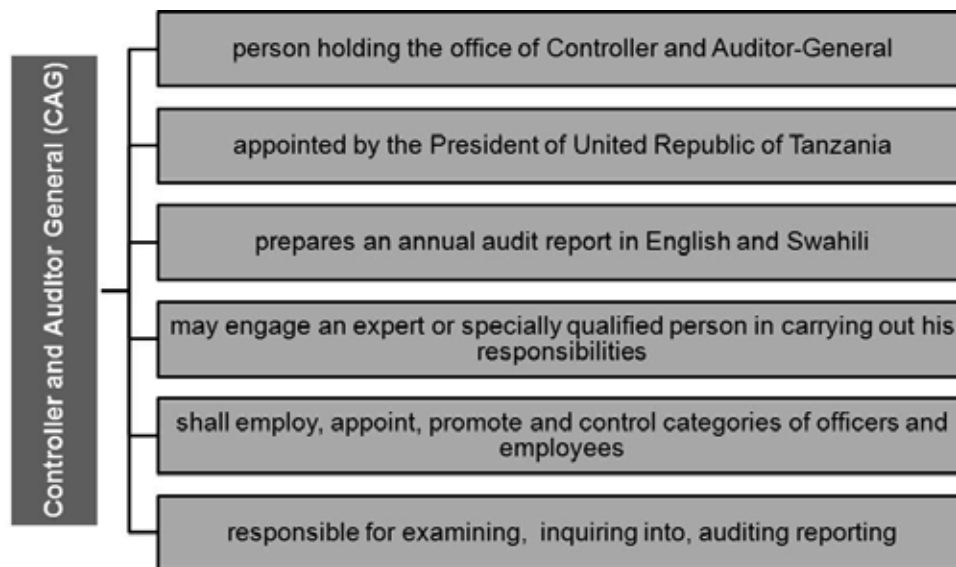 Controller and Auditor General (CAG)
person holding the office of Controller and Auditor-General
appointed by the President of United Republic of Tanzania
prepares an annual audit report in English and Swahili
may engage an expert or specially qualified person in carrying out his
responsibilities
shall employ, appoint, promote and control categories of officers and
employees
responsible for examining, inquiring into, auditing reporting